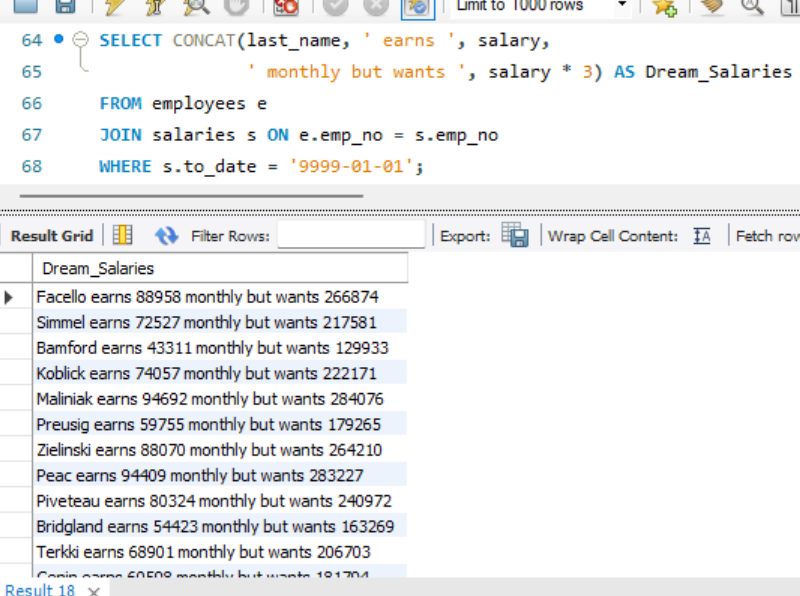 Limit to 1000 rows
64 SELECT CONCAT(last_name, ' earns ', salary,
65 ' monthly but wants ', salary * 3) AS Dream_Salaries
66 FROM employees e
67 JOIN salaries s ON e.emp_no = s.emp_no
68 WHERE s.to_date = '9999-01-01';
Result Grid Filter Rows: Export: Wrap Cell Content: Fetch
Dream_Salaries
Facello earns 88958 monthly but wants 266874
Simmel earns 72527 monthly but wants 217581
Bamford earns 43311 monthly but wants 129933
Koblick earns 74057 monthly but wants 222171
Maliniak earns 94692 monthly but wants 284076
Preusig earns 59755 monthly but wants 179265
Zielinski earns 88070 monthly but wants 264210
Peac earns 94409 monthly but wants 283227
Piveteau earns 80324 monthly but wants 240972
Bridgland earns 54423 monthly but wants 163269
Terkki earns 68901 monthly but wants 206703
earns monthly but wants
Result 18